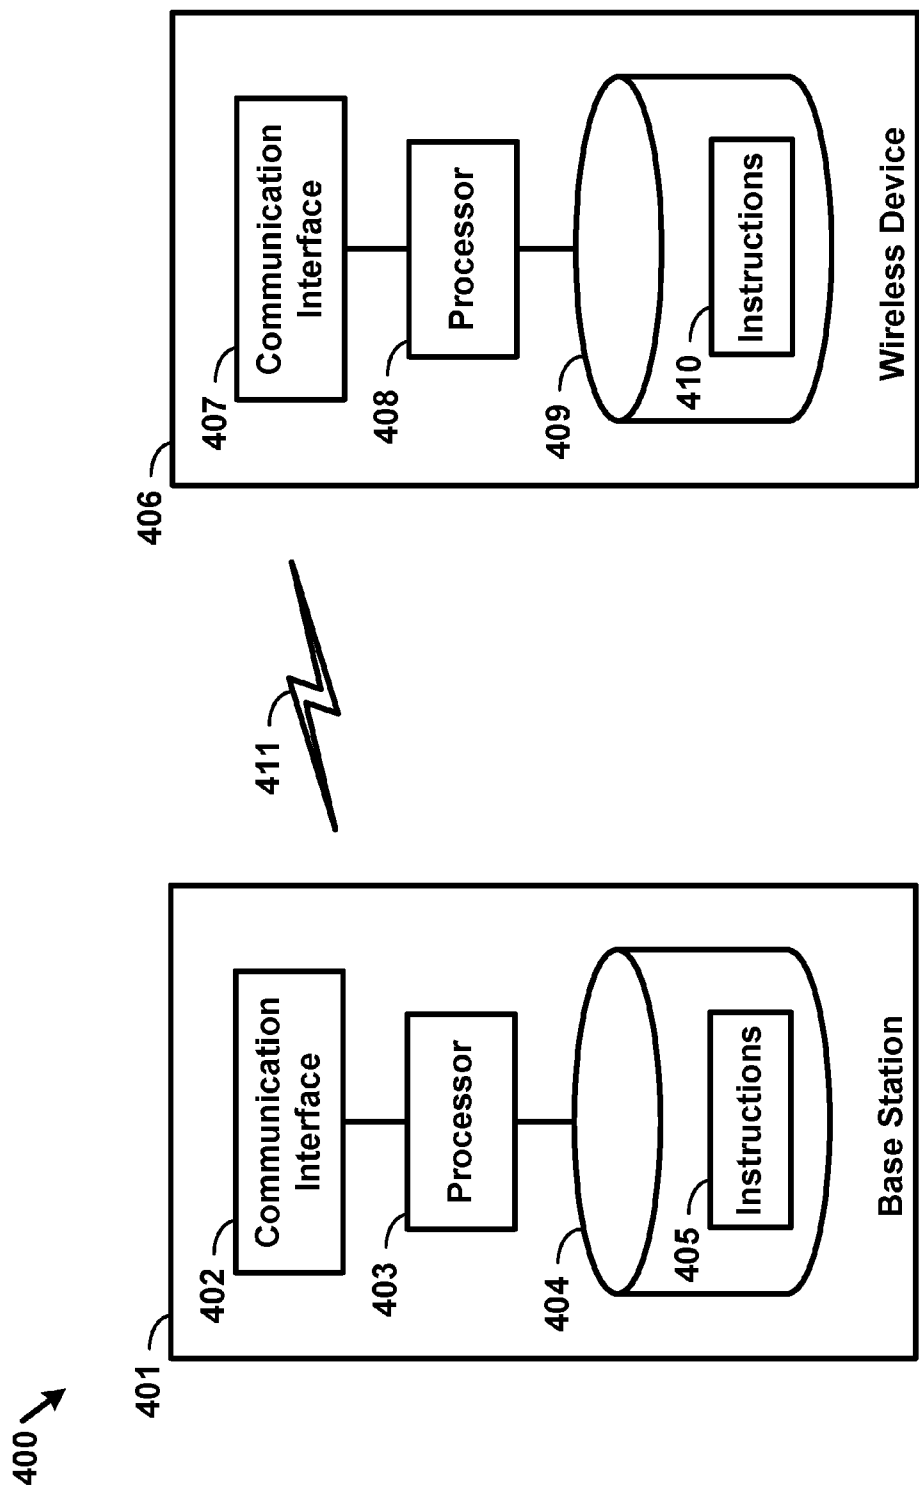 400
401
402
Communication
Interface
403
Processor
404
405
Instructions
Base Station
411
406
407
Communication
Interface
408
Processor
409
410
Instructions
Wireless Device